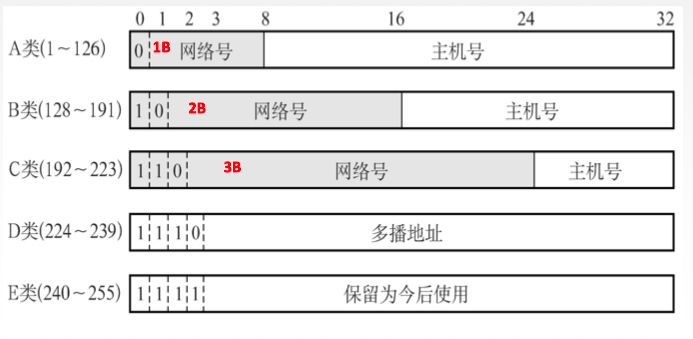 0 1 2 3 8 16 24 32
A类(1～126) 0 1B 网络号 主机号
B类(128～191) 1 0 2B 网络号 主机号
C类(192～223) 1 1 0 3B 网络号 主机号
D类(224～239) 1 1 1 0 多播地址
E类(240～255) 1 1 1 1 保留为今后使用